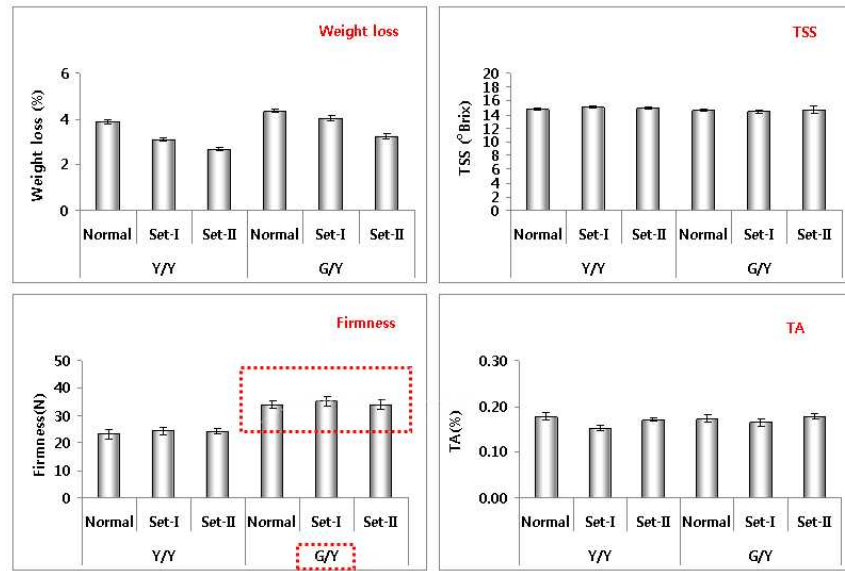 Weight loss
Weight loss (%)
6
4
2
0
Normal Set-I Set-II Normal Set-I Set-II
Y/Y G/Y
TSS
TSS (°Brix)
20
18
16
14
12
10
8
6
4
2
0
Normal Set-I Set-II Normal Set-I Set-II
Y/Y G/Y
Firmness
Firmness(N)
50
40
30
20
10
0
Normal Set-I Set-II Normal Set-I Set-II
Y/Y G/Y
TA
TA(%)
0.30
0.20
0.10
0.00
Normal Set-I Set-II Normal Set-I Set-II
Y/Y G/Y